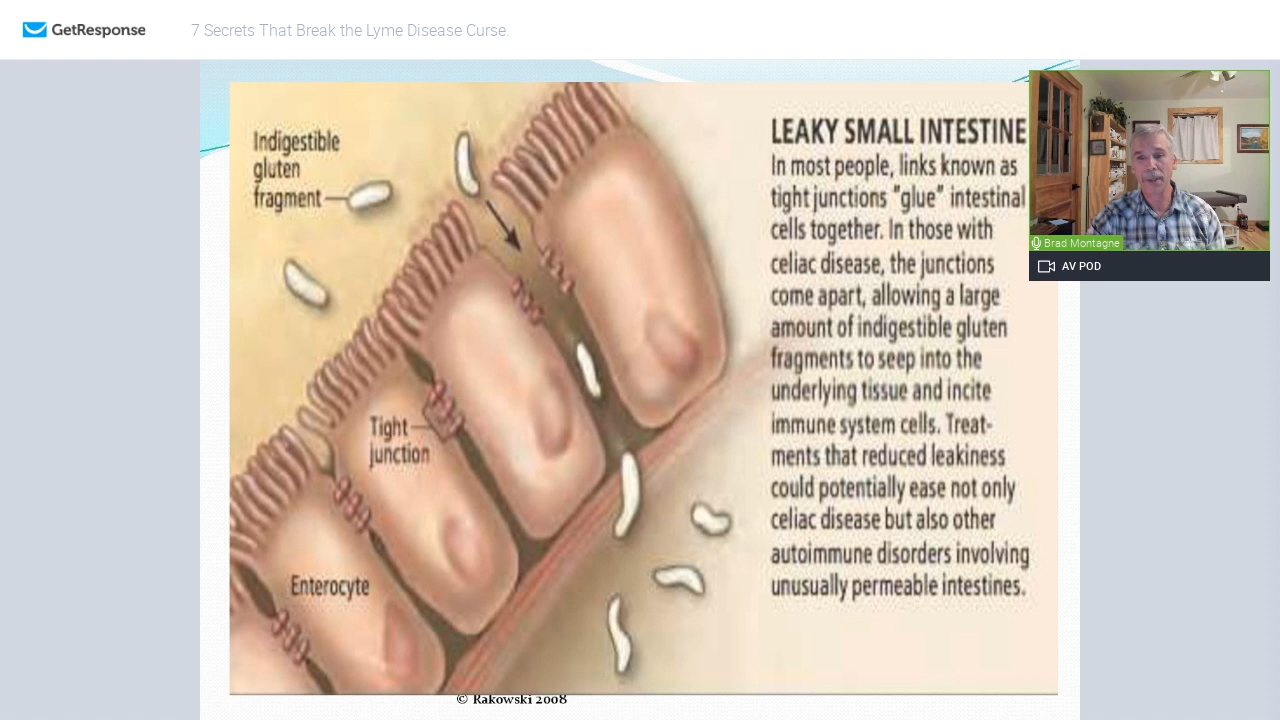 GetResponse
7 Secrets That Break the Lyme Disease Curse.
Indigestible
gluten
fragment
Tight
junction
Enterocyte
LEAKY SMALL INTESTINE
In most people, links known as
tight junctions "glue" intestinal
cells together. In those with
celiac disease, the junctions
come apart, allowing a large
amount of indigestible gluten
fragments to seep into the
underlying tissue and incite
immune system cells. Treat-
ments that reduced leakiness
could potentially ease not only
celiac disease but also other
autoimmune disorders involving
unusually permeable intestines.
© Rakowski 2008
Brad Montagne
AV POD